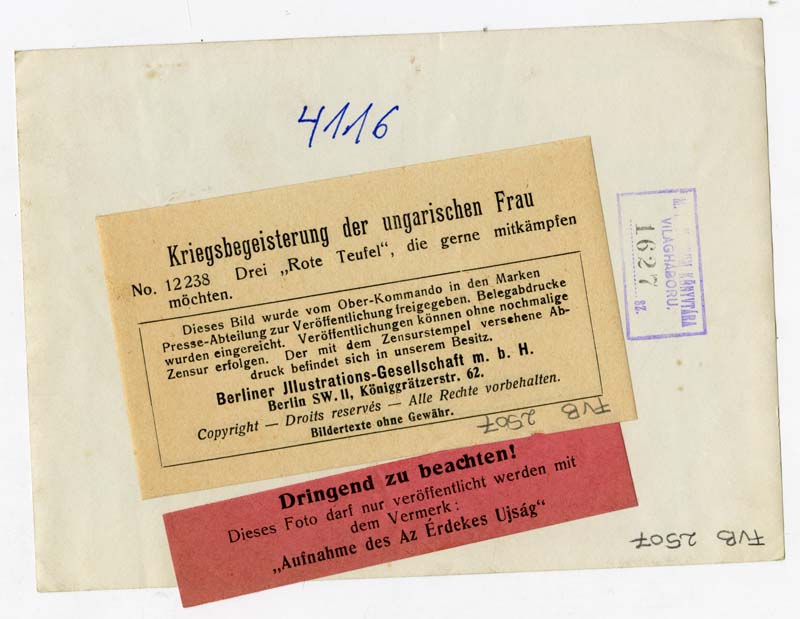 4116
Kriegsbegeisterung der ungarischen Frau
No. 12238 Drei „Rote Teufel“, die gerne mitkämpfen
möchten.
Dieses Bild wurde vom Ober-Kommando in den Marken
Presse-Abteilung zur Veröffentlichung freigegeben. Belegabdrucke
wurden eingereicht. Veröffentlichungen können ohne nochmalige
Zensur erfolgen. Der mit dem Zensurstempel versehene Ab-
druck befindet sich in unserem Besitz.
Berliner Jllustrations-Gesellschaft m. b. H.
Berlin SW. 11, Königgrätzerstr. 62.
Copyright — Droits reservés — Alle Rechte vorbehalten.
Bildertexte ohne Gewähr.
FVB 2507
Dringend zu beachten!
Dieses Foto darf nur veröffentlicht werden mit
dem Vermerk:
„Aufnahme des Az Érdekes Ujság“
KÖNYVTÁRA
VILÁGHÁBORU.
1627 sz.
FVB 2507